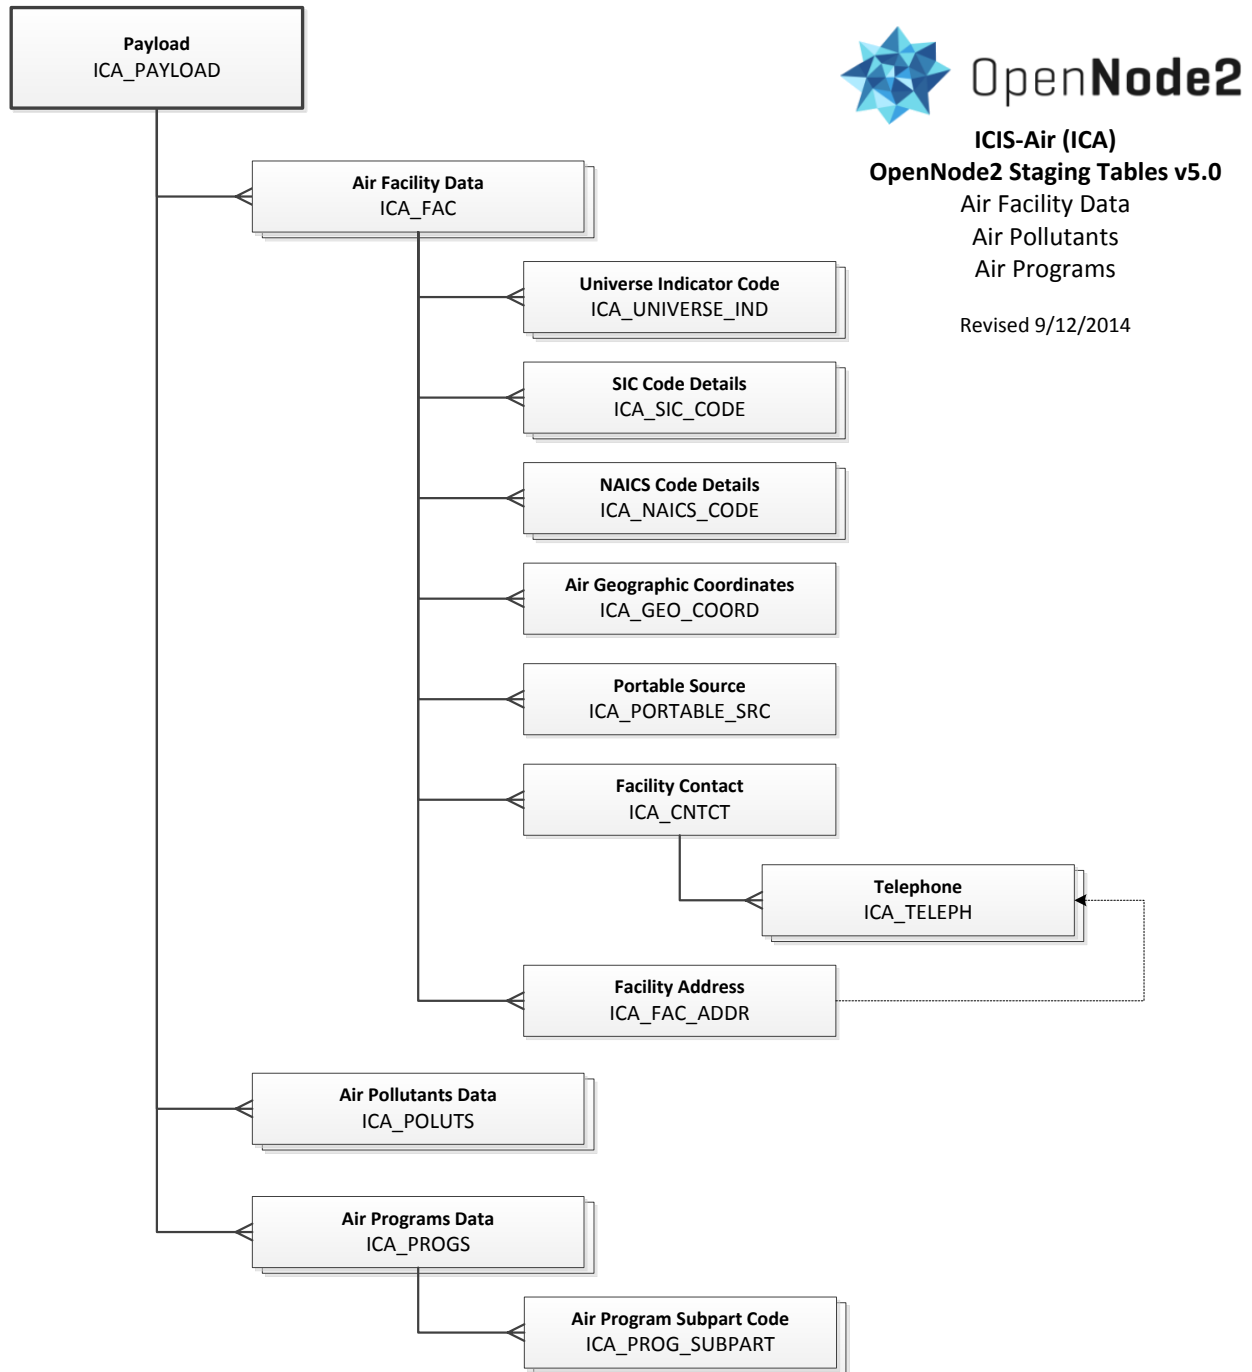 Payload
ICA_PAYLOAD
OpenNode2
ICIS-Air (ICA)
OpenNode2 Staging Tables v5.0
Air Facility Data
Air Pollutants
Air Programs
Revised 9/12/2014
Air Facility Data
ICA_FAC
Universe Indicator Code
ICA_UNIVERSE_IND
SIC Code Details
ICA_SIC_CODE
NAICS Code Details
ICA_NAICS_CODE
Air Geographic Coordinates
ICA_GEO_COORD
Portable Source
ICA_PORTABLE_SRC
Facility Contact
ICA_CNTCT
Telephone
ICA_TELEPH
Facility Address
ICA_FAC_ADDR
Air Pollutants Data
ICA_POLUTS
Air Programs Data
ICA_PROGS
Air Program Subpart Code
ICA_PROG_SUBPART